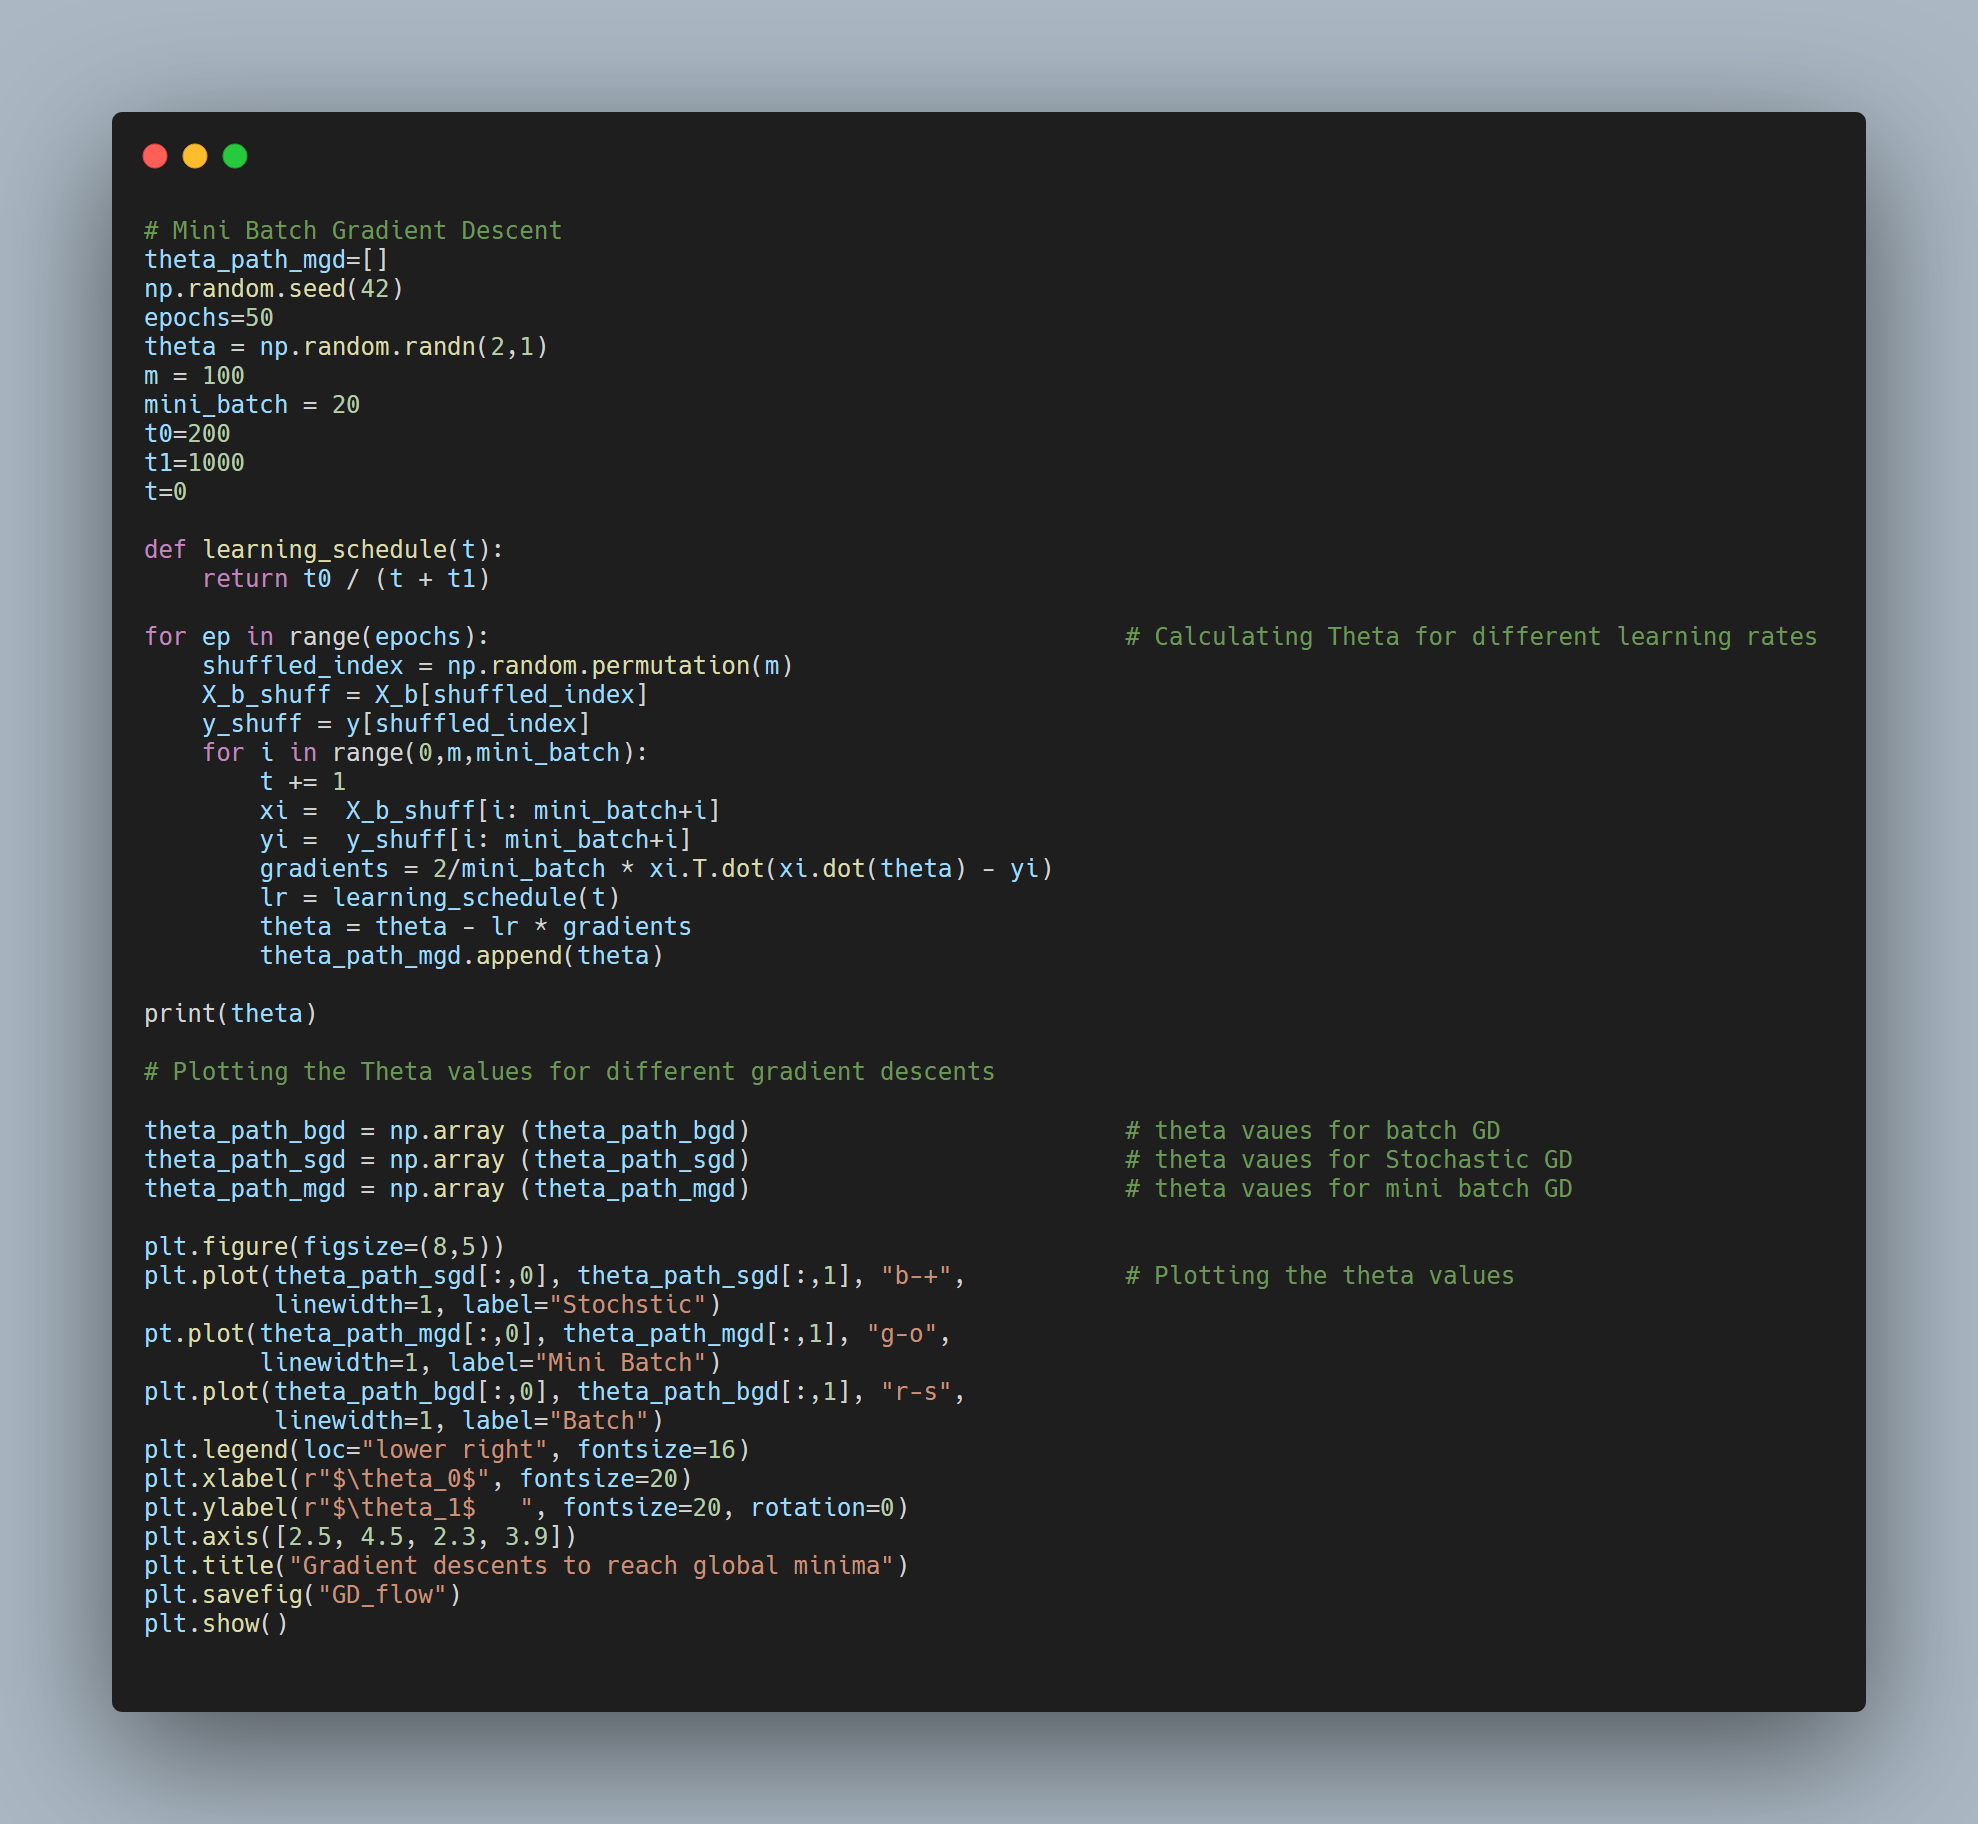 # Mini Batch Gradient Descent
theta_path_mgd=[]
np.random.seed(42)
epochs=50
theta = np.random.randn(2,1)
m = 100
mini_batch = 20
t0=200
t1=1000
t=0

def learning_schedule(t):
    return t0 / (t + t1)

for ep in range(epochs):                                            # Calculating Theta for different learning rates
    shuffled_index = np.random.permutation(m)
    X_b_shuff = X_b[shuffled_index]
    y_shuff = y[shuffled_index]
    for i in range(0,m,mini_batch):
        t += 1
        xi =  X_b_shuff[i: mini_batch+i]
        yi =  y_shuff[i: mini_batch+i]
        gradients = 2/mini_batch * xi.T.dot(xi.dot(theta) - yi)
        lr = learning_schedule(t)
        theta = theta - lr * gradients
        theta_path_mgd.append(theta)

print(theta)

# Plotting the Theta values for different gradient descents

theta_path_bgd = np.array (theta_path_bgd)                          # theta vaues for batch GD
theta_path_sgd = np.array (theta_path_sgd)                          # theta vaues for Stochastic GD
theta_path_mgd = np.array (theta_path_mgd)                          # theta vaues for mini batch GD

plt.figure(figsize=(8,5))
plt.plot(theta_path_sgd[:,0], theta_path_sgd[:,1], "b-+",           # Plotting the theta values
         linewidth=1, label="Stochstic")
pt.plot(theta_path_mgd[:,0], theta_path_mgd[:,1], "g-o",
        linewidth=1, label="Mini Batch")
plt.plot(theta_path_bgd[:,0], theta_path_bgd[:,1], "r-s",
         linewidth=1, label="Batch")
plt.legend(loc="lower right", fontsize=16)
plt.xlabel(r"$\theta_0$", fontsize=20)
plt.ylabel(r"$\theta_1$   ", fontsize=20, rotation=0)
plt.axis([2.5, 4.5, 2.3, 3.9])
plt.title("Gradient descents to reach global minima")
plt.savefig("GD_flow")
plt.show()